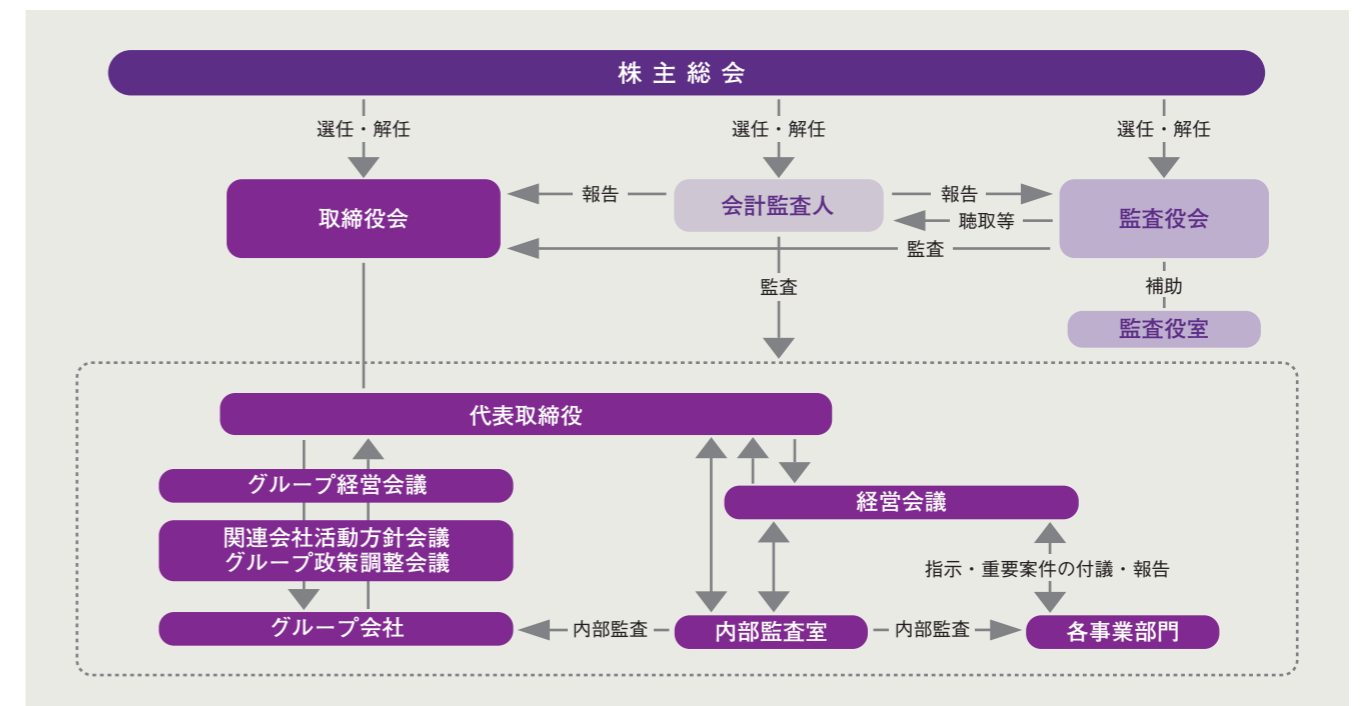 株主総会
選任・解任
選任・解任
選任・解任
取締役会
報告
会計監査人
報告
聴取等
監査役会
監査
監査
補助
監査役室
代表取締役
グループ経営会議
経営会議
関連会社活動方針会議
グループ政策調整会議
指示・重要案件の付議・報告
グループ会社
内部監査
内部監査室
内部監査
各事業部門